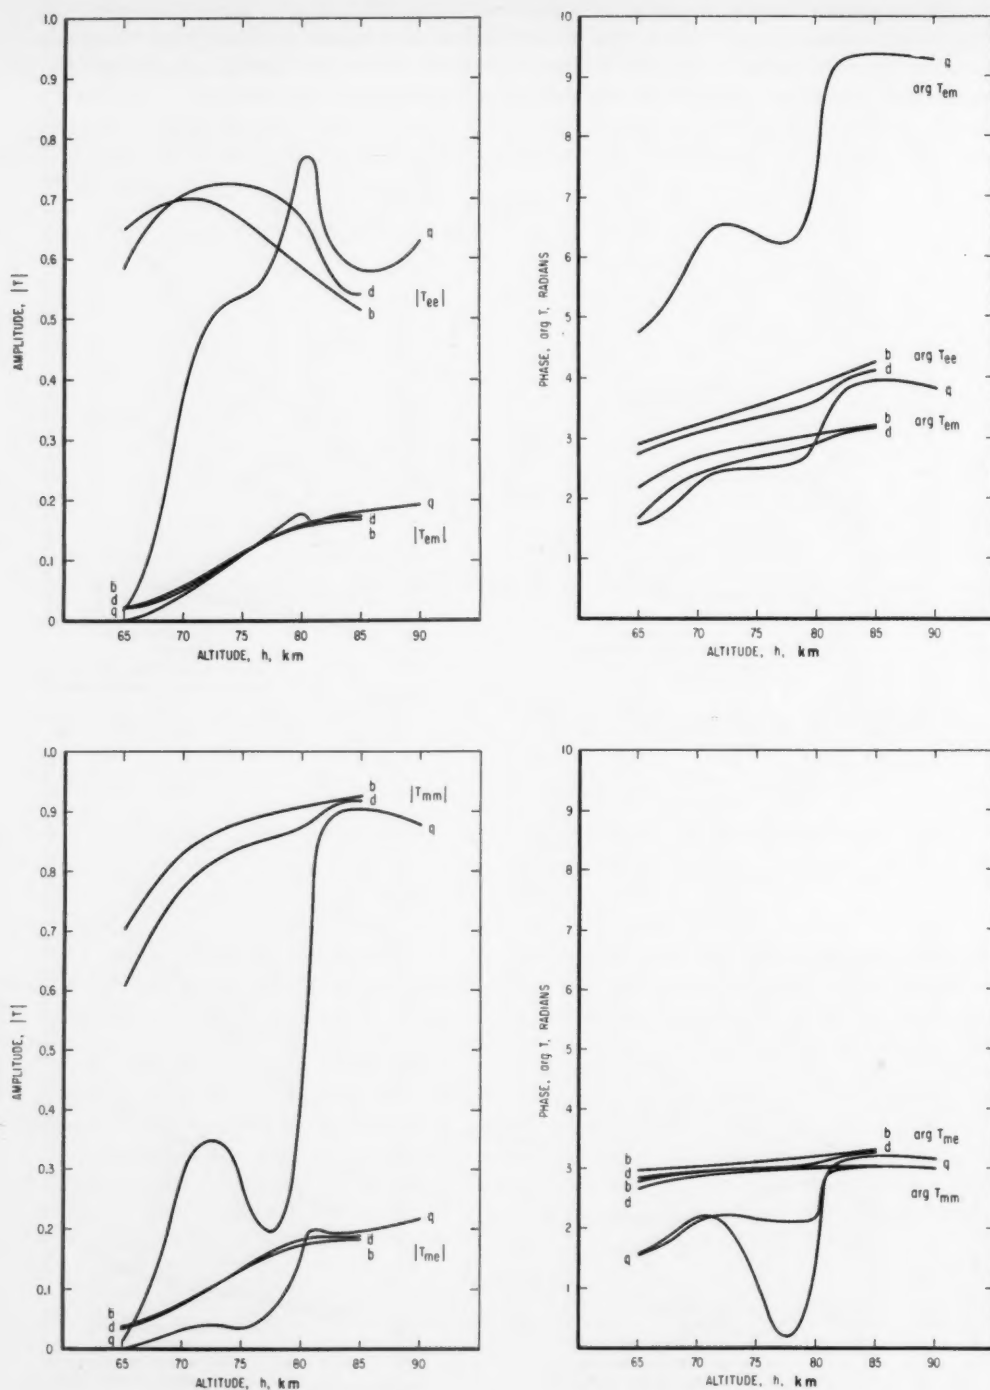 1.0
0.9
0.8
0.7
0.6
0.5
0.4
0.3
0.2
0.1
0
AMPLITUDE, |T|
65 70 75 80 85 90
ALTITUDE, h, km
q
d
b
|Tee|
q
d
b
|Tem|
b
d
q
10
9
8
7
6
5
4
3
2
1
PHASE, arg T, RADIANS
65 70 75 80 85 90
ALTITUDE, h, km
q
arg Tem
b arg Tee
d
q
b arg Tem
d
1.0
0.9
0.8
0.7
0.6
0.5
0.4
0.3
0.2
0.1
0
AMPLITUDE, |T|
65 70 75 80 85 90
ALTITUDE, h, km
b |Tmm|
d
q
q
d
b |Tme|
b
d
q
10
9
8
7
6
5
4
3
2
1
PHASE, arg T, RADIANS
65 70 75 80 85 90
ALTITUDE, h, km
b arg Tme
d
q
arg Tmm
b
d
b
d
q